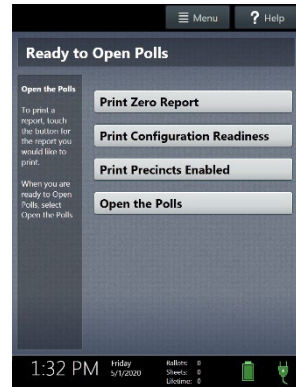 Menu
? Help
Ready to Open Polls
Open the Polls
To print a
report, touch
the button for
the report you
would like to
print.
When you are
ready to Open
Polls, select
Open the Polls
Print Zero Report
Print Configuration Readiness
Print Precincts Enabled
Open the Polls
1:32 PM
Friday
5/1/2020
Ballots: 0
Sheets: 0
Lifetime: 0